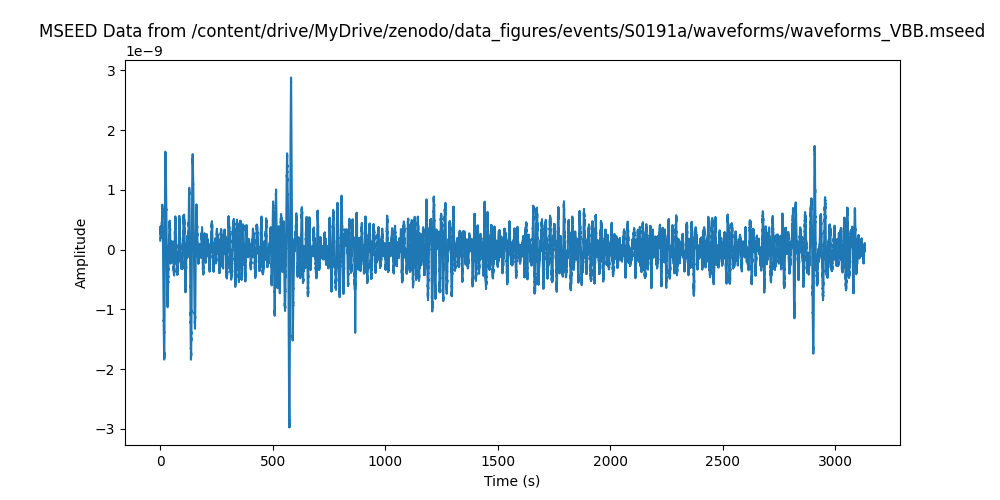 MSEED Data from /content/drive/MyDrive/zenodo/data_figures/events/S0191a/waveforms/waveforms_VBB.mseed
1e−9
3
2
1
0
−1
−2
−3
Amplitude
0 500 1000 1500 2000 2500 3000
Time (s)